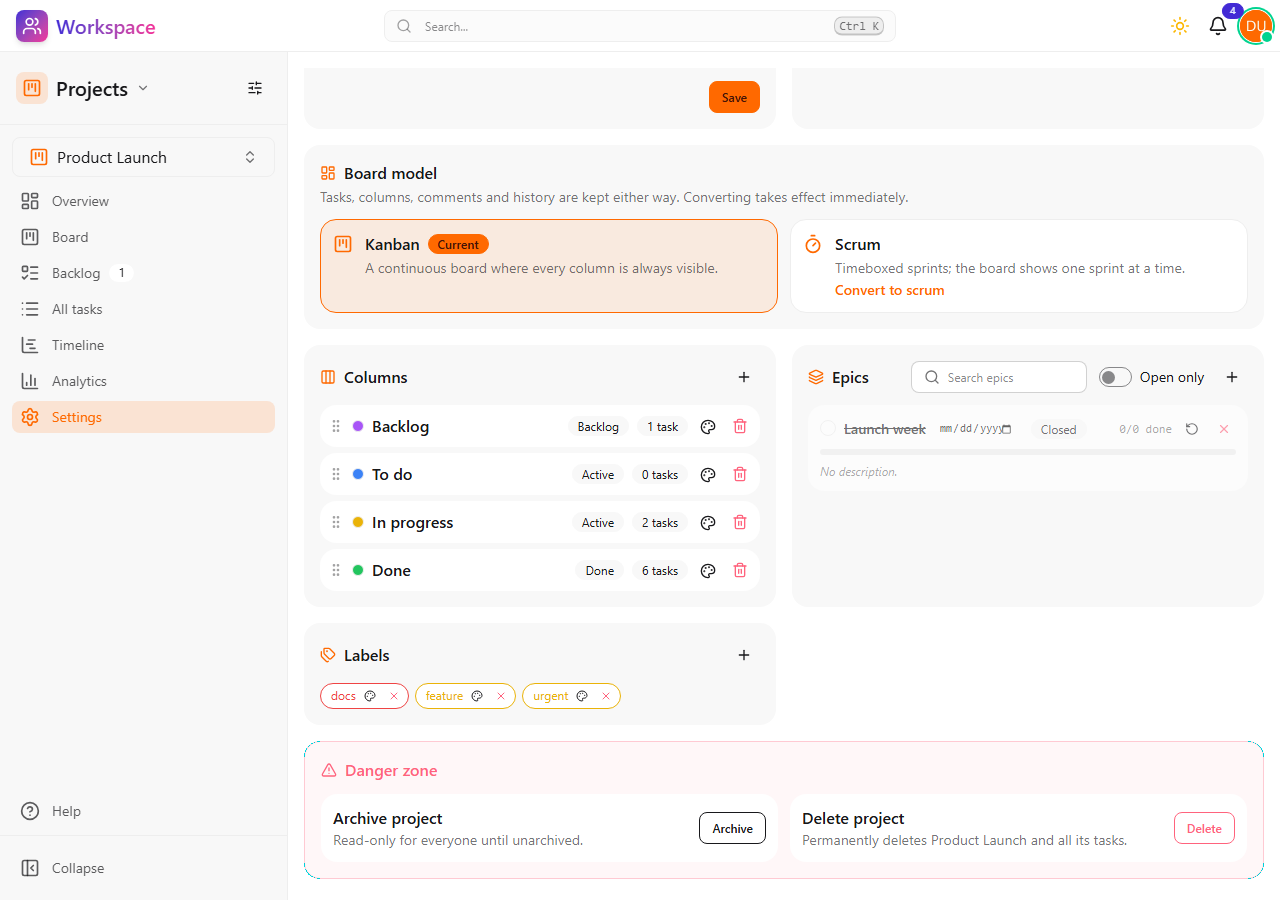 Workspace
Search...
Ctrl K
4
DU
Projects
Product Launch
Overview
Board
Backlog 1
All tasks
Timeline
Analytics
Settings
Help
Collapse
Save
Board model
Tasks, columns, comments and history are kept either way. Converting takes effect immediately.
Kanban Current
A continuous board where every column is always visible.
Scrum
Timeboxed sprints; the board shows one sprint at a time.
Convert to scrum
Columns
Backlog Backlog 1 task
To do Active 0 tasks
In progress Active 2 tasks
Done Done 6 tasks
Epics Search epics Open only
Launch week mm/dd/yyyy Closed 0/0 done
No description.
Labels
docs feature urgent
Danger zone
Archive project
Read-only for everyone until unarchived.
Archive
Delete project
Permanently deletes Product Launch and all its tasks.
Delete